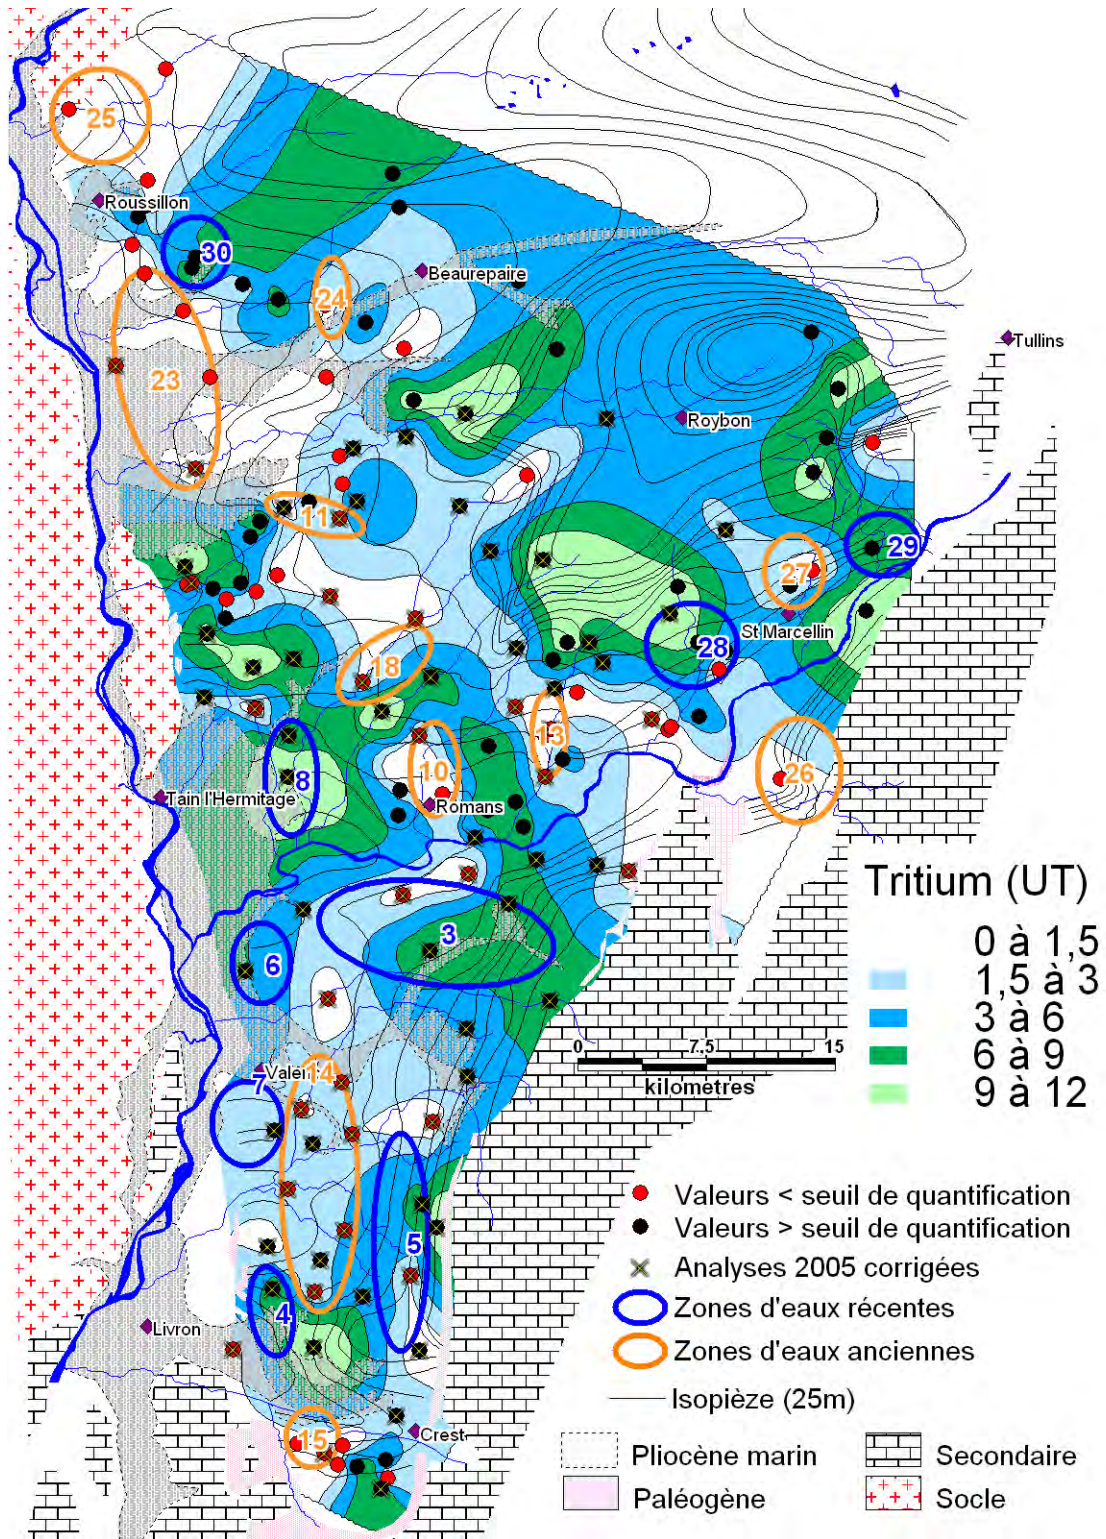 25
Roussillon
30
Beaurepaire
24
Tullins
23
Roybon
11
29
27
St Marcellin
28
18
13
26
10
8
Tain l'Hermitage
Romans
Tritium (UT)
0 à 1,5
1,5 à 3
3 à 6
6 à 9
9 à 12
3
6
0 7.5 15
kilomètres
Valen
14
7
Valeurs < seuil de quantification
Valeurs > seuil de quantification
5
Analyses 2005 corrigées
4
Zones d'eaux récentes
Livron
Zones d'eaux anciennes
Isopièze (25m)
15
Crest
Pliocène marin
Secondaire
Paléogène
Socle